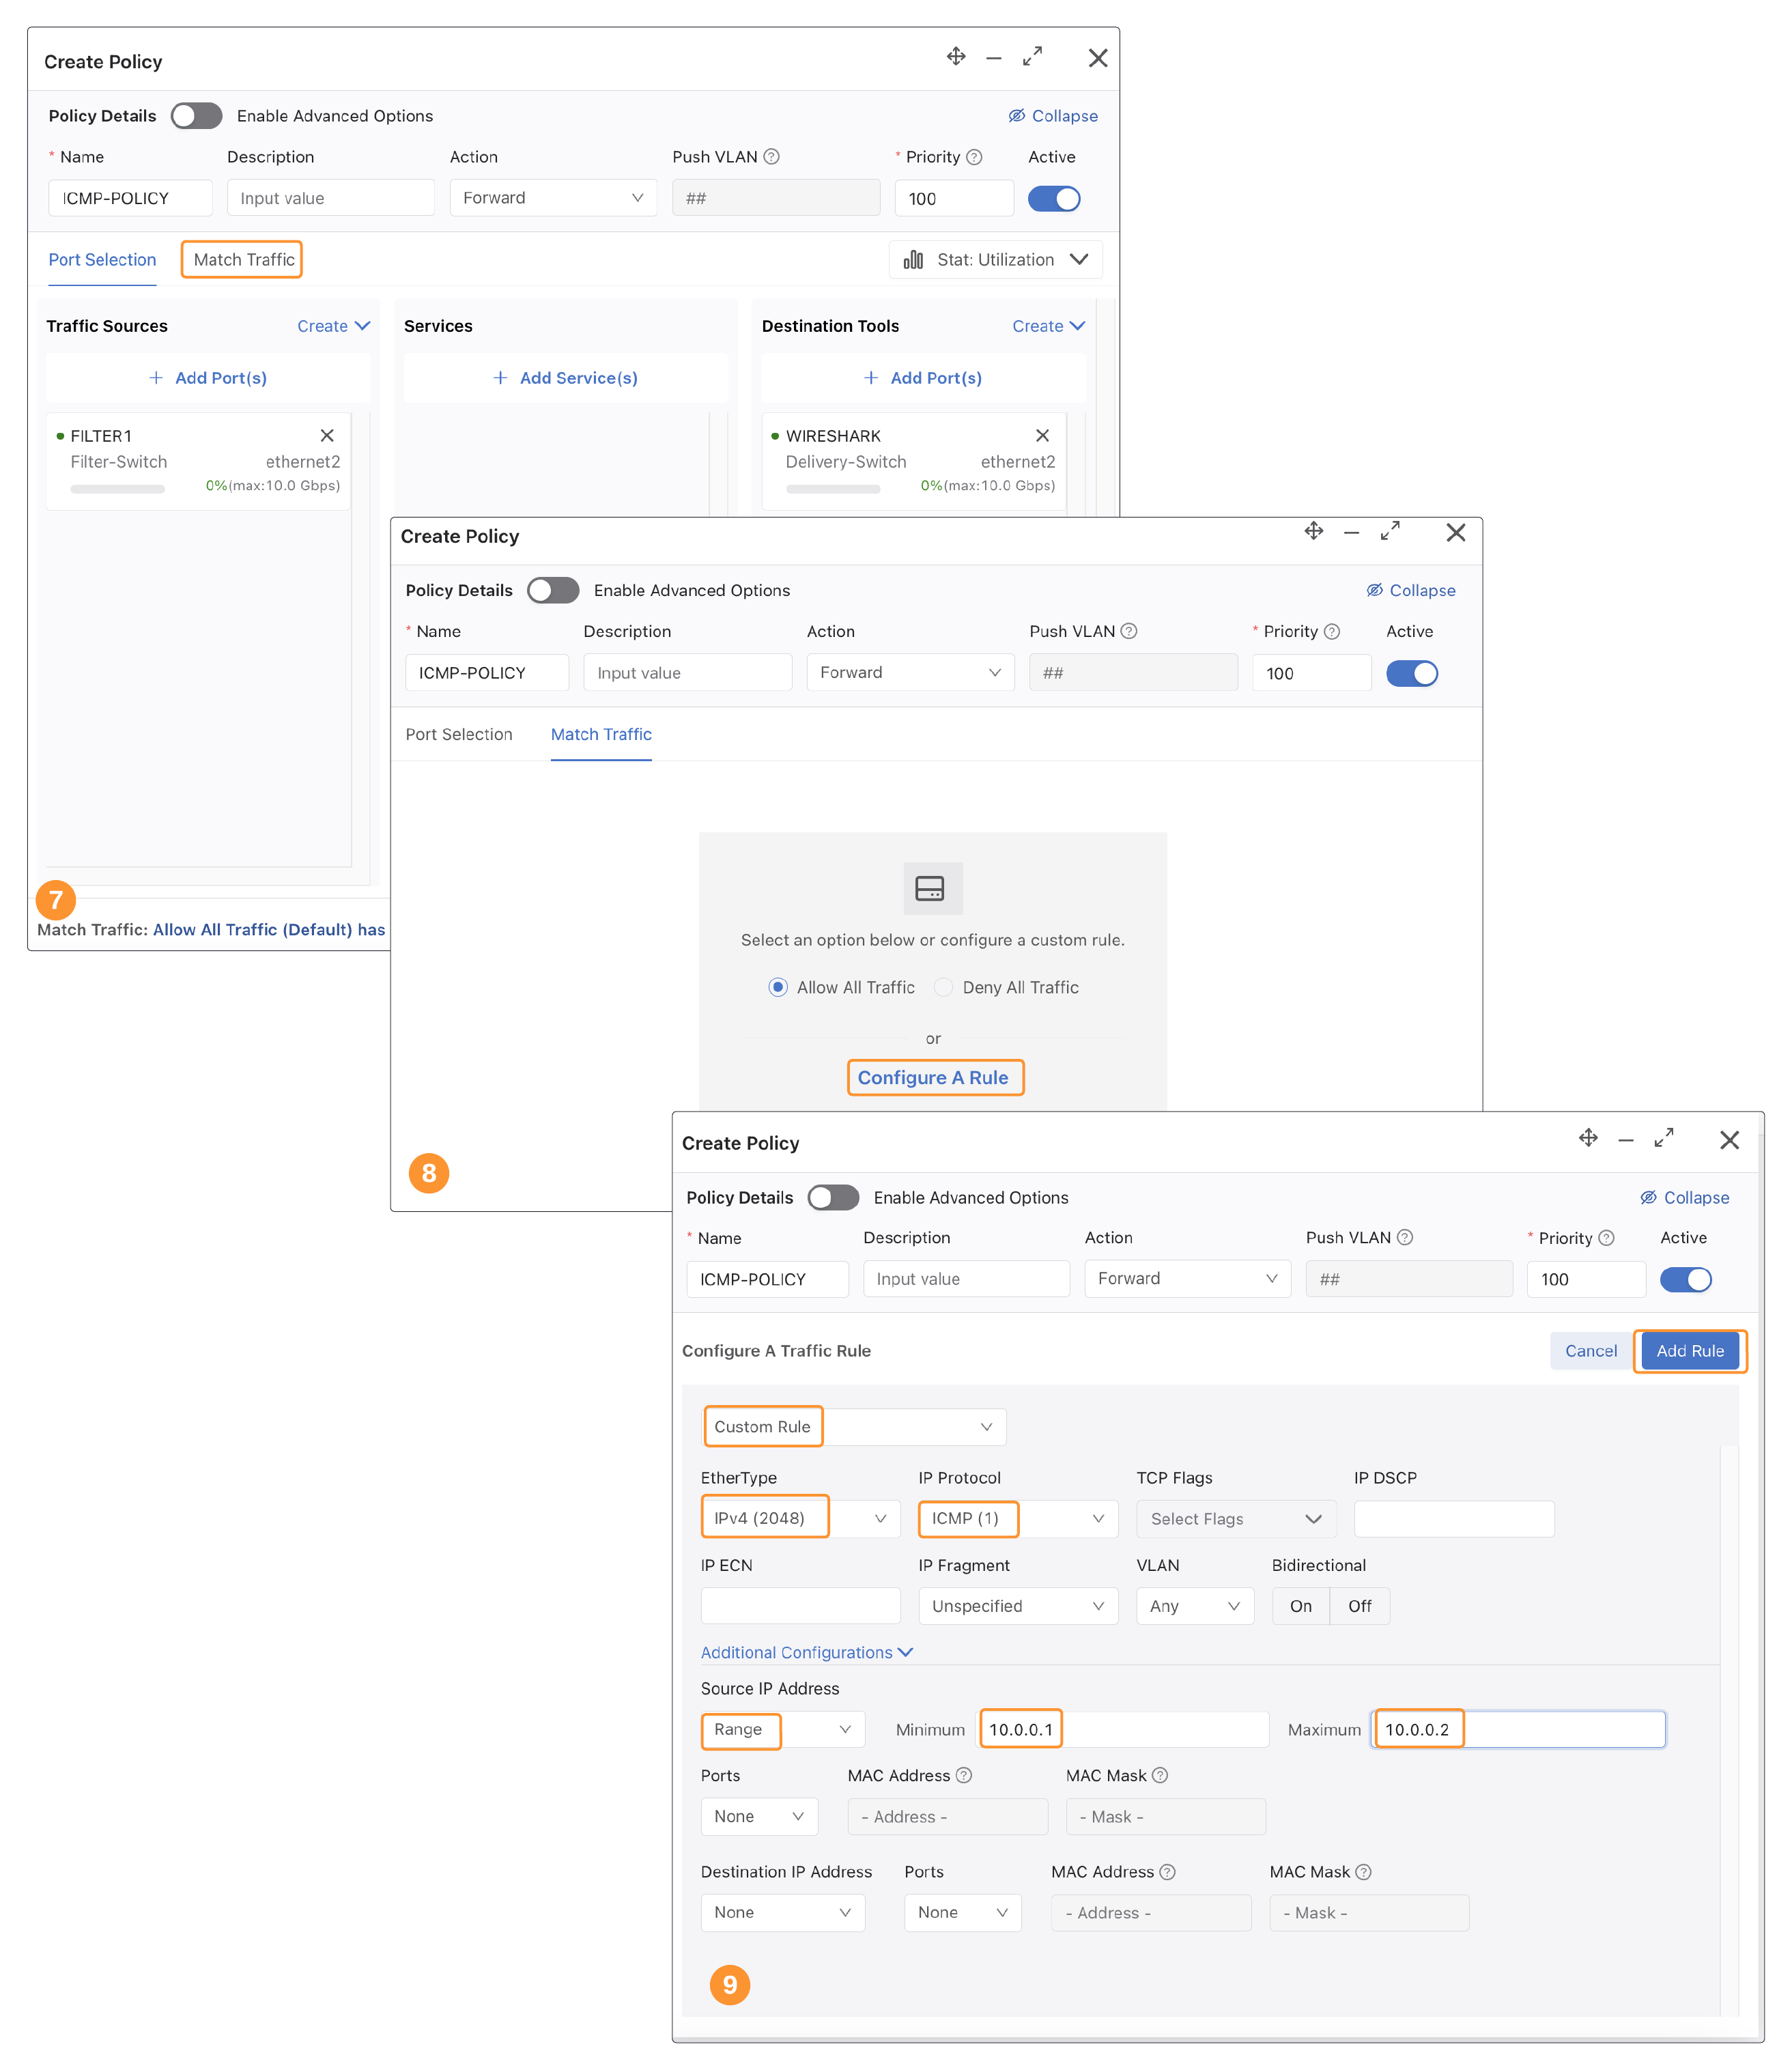 Create Policy
Policy Details Enable Advanced Options Collapse
* Name Description Action Push VLAN ? * Priority ? Active
ICMP-POLICY Input value Forward ## 100
Port Selection Match Traffic Stat: Utilization
Traffic Sources Create Services Destination Tools Create
+ Add Port(s) + Add Service(s) + Add Port(s)
FILTER1 WIRESHARK
Filter-Switch ethernet2 Delivery-Switch ethernet2
0%(max:10.0 Gbps) 0%(max:10.0 Gbps)
7
Match Traffic: Allow All Traffic (Default) has
Create Policy
Policy Details Enable Advanced Options Collapse
* Name Description Action Push VLAN ? * Priority ? Active
ICMP-POLICY Input value Forward ## 100
Port Selection Match Traffic
Select an option below or configure a custom rule.
Allow All Traffic Deny All Traffic
or
Configure A Rule
8
Create Policy
Policy Details Enable Advanced Options Collapse
* Name Description Action Push VLAN ? * Priority ? Active
ICMP-POLICY Input value Forward ## 100
Configure A Traffic Rule Cancel Add Rule
Custom Rule
EtherType IP Protocol TCP Flags IP DSCP
IPv4 (2048) ICMP (1) Select Flags
IP ECN IP Fragment VLAN Bidirectional
Unspecified Any On Off
Additional Configurations
Source IP Address
Range Minimum 10.0.0.1 Maximum 10.0.0.2
Ports MAC Address ? MAC Mask ?
None - Address - - Mask -
Destination IP Address Ports MAC Address ? MAC Mask ?
None None - Address - - Mask -
9